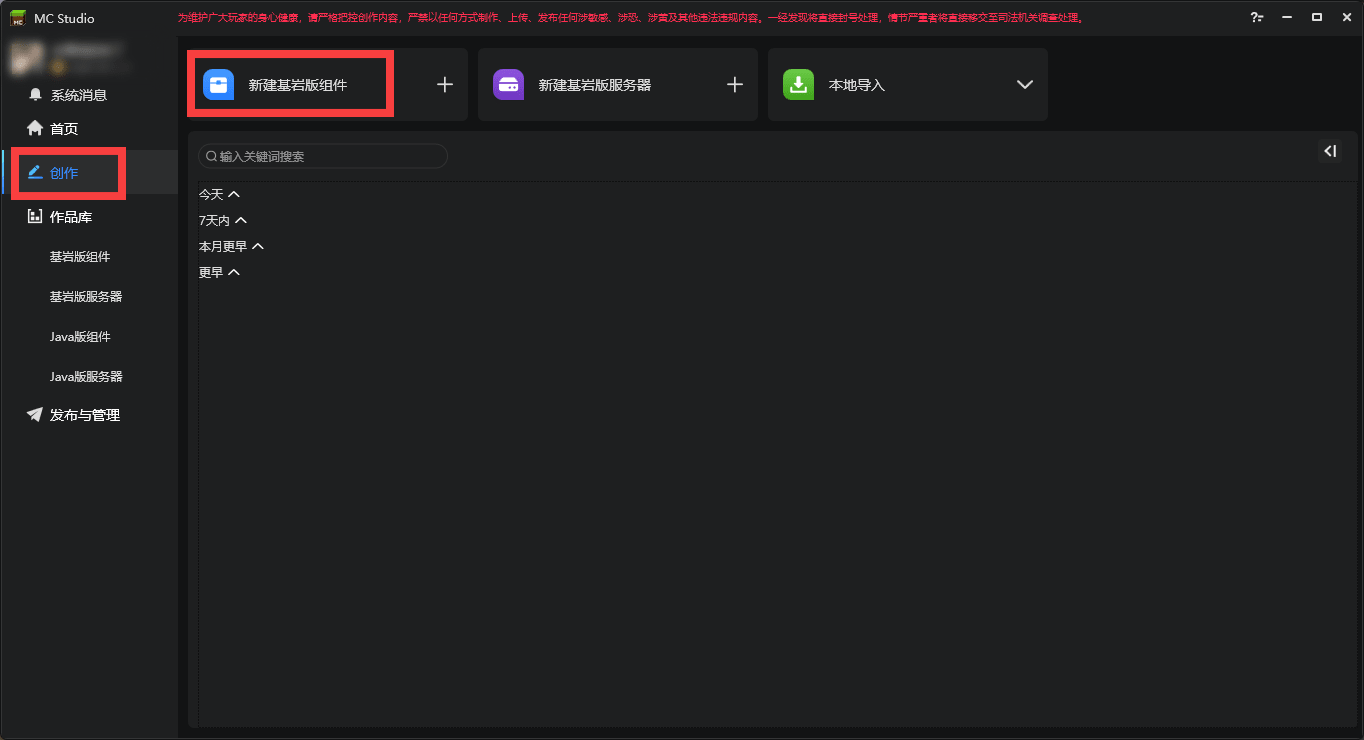 MC Studio
为维护广大玩家的身心健康，请严格把控创作内容，严禁以任何方式制作、上传、发布任何涉敏感、涉恐、涉黄及其他违法违规内容。一经发现将直接封号处理，情节严重者将直接移交至司法机关调查处理。
系统消息
首页
创作
作品库
基岩版组件
基岩版服务器
Java版组件
Java版服务器
发布与管理
新建基岩版组件
新建基岩版服务器
本地导入
输入关键词搜索
今天
7天内
本月更早
更早